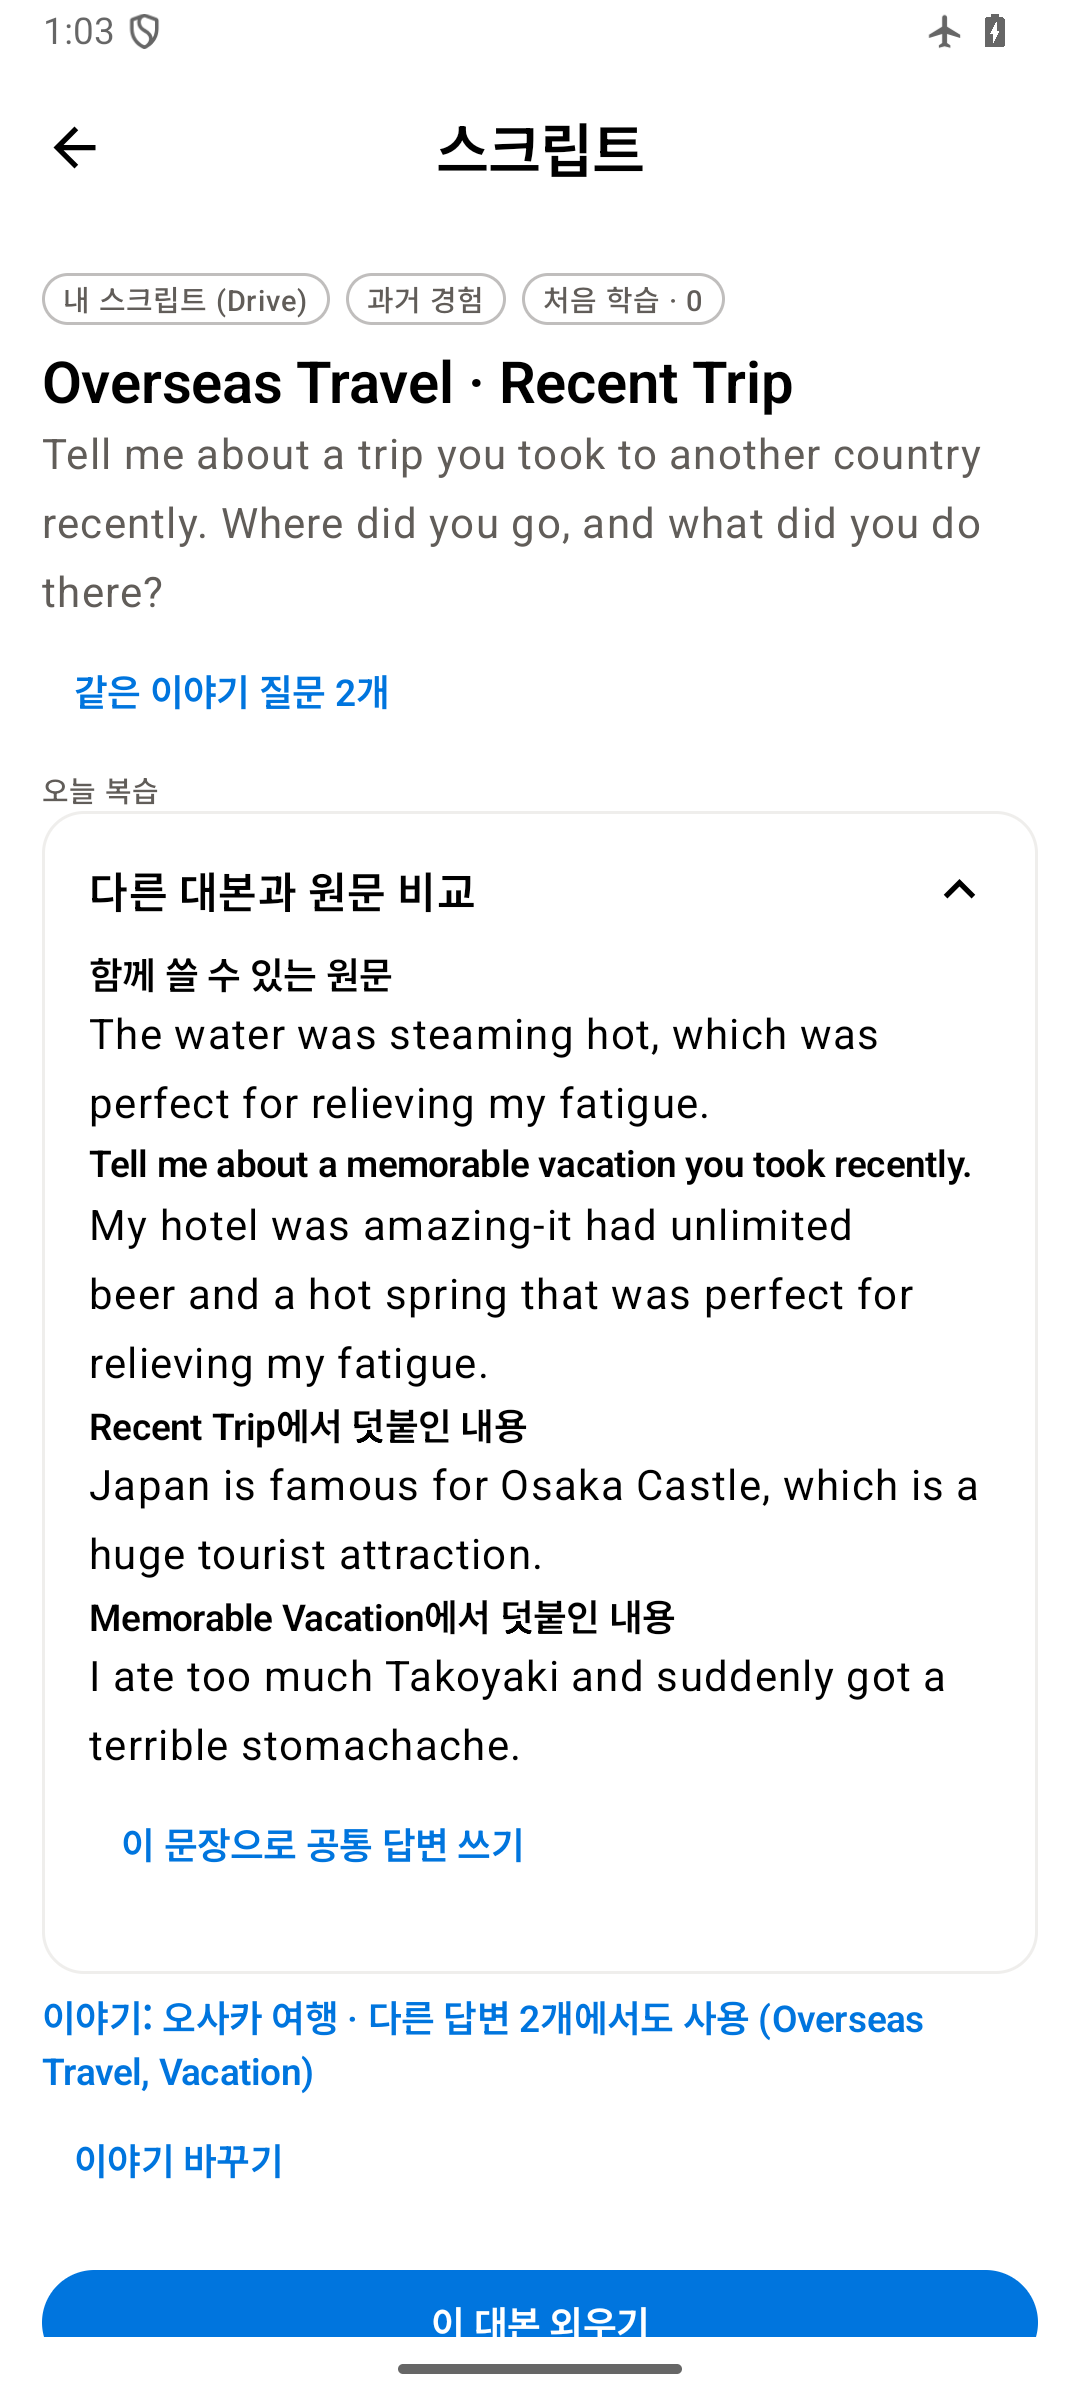 1:03
스크립트
내 스크립트 (Drive)
과거 경험
처음 학습 · 0
Overseas Travel · Recent Trip
Tell me about a trip you took to another country
recently. Where did you go, and what did you do
there?
같은 이야기 질문 2개
오늘 복습
다른 대본과 원문 비교
함께 쓸 수 있는 원문
The water was steaming hot, which was
perfect for relieving my fatigue.
Tell me about a memorable vacation you took recently.
My hotel was amazing-it had unlimited
beer and a hot spring that was perfect for
relieving my fatigue.
Recent Trip에서 덧붙인 내용
Japan is famous for Osaka Castle, which is a
huge tourist attraction.
Memorable Vacation에서 덧붙인 내용
I ate too much Takoyaki and suddenly got a
terrible stomachache.
이 문장으로 공통 답변 쓰기
이야기: 오사카 여행 · 다른 답변 2개에서도 사용 (Overseas
Travel, Vacation)
이야기 바꾸기
이 대본 외우기